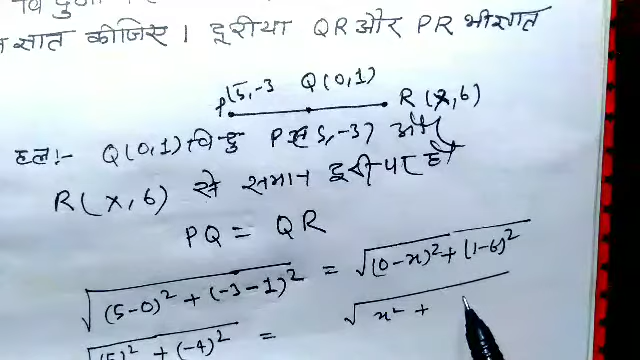 ज्ञात कीजिए । दूरीया QR और PR भी ज्ञात
P(5,-3 Q(0,1) R(x,6)
हल:- Q(0,1) बिन्दु P(5,-3) और
R(x,6) से समान दूरी पर है
PQ = QR
√(5-0)² + (-3-1)² = √(0-x)² + (1-6)²
√(5)² + (-4)² = √x² +